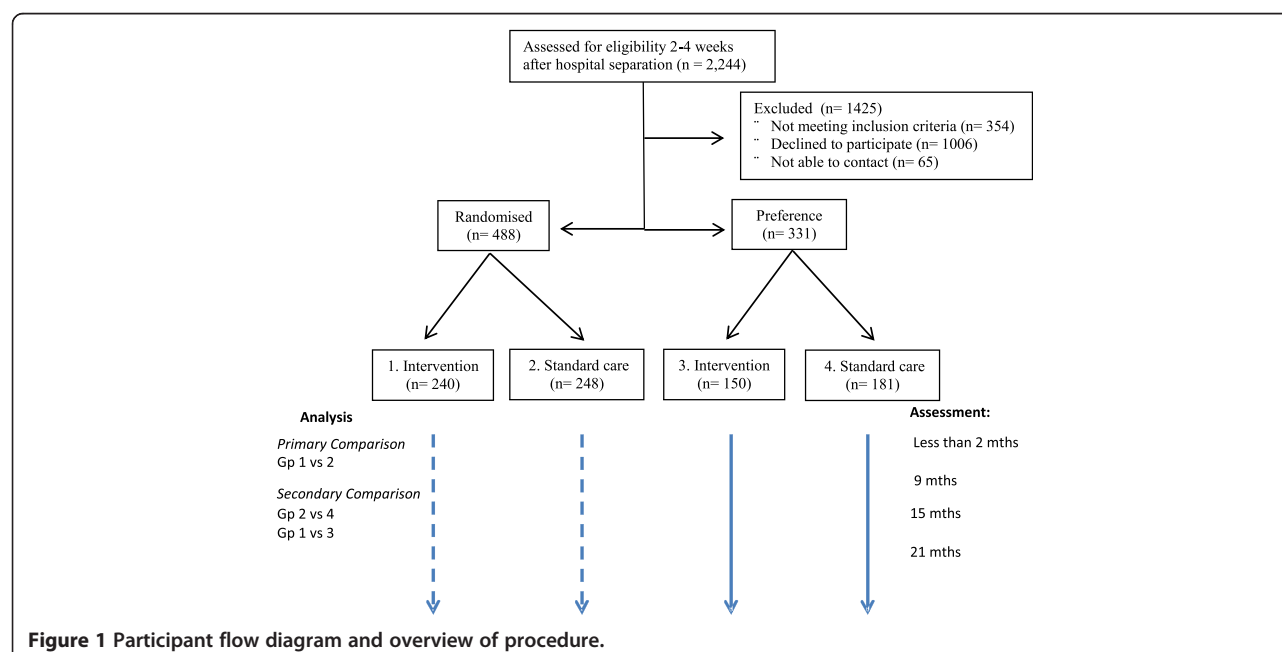 Assessed for eligibility 2-4 weeks
after hospital separation (n = 2,244)
Excluded (n= 1425)
¨ Not meeting inclusion criteria (n= 354)
¨ Declined to participate (n= 1006)
¨ Not able to contact (n= 65)
Randomised
(n= 488)
Preference
(n= 331)
1. Intervention
(n= 240)
2. Standard care
(n= 248)
3. Intervention
(n= 150)
4. Standard care
(n= 181)
Analysis
Primary Comparison
Gp 1 vs 2
Secondary Comparison
Gp 2 vs 4
Gp 1 vs 3
Assessment:
Less than 2 mths
9 mths
15 mths
21 mths
Figure 1 Participant flow diagram and overview of procedure.